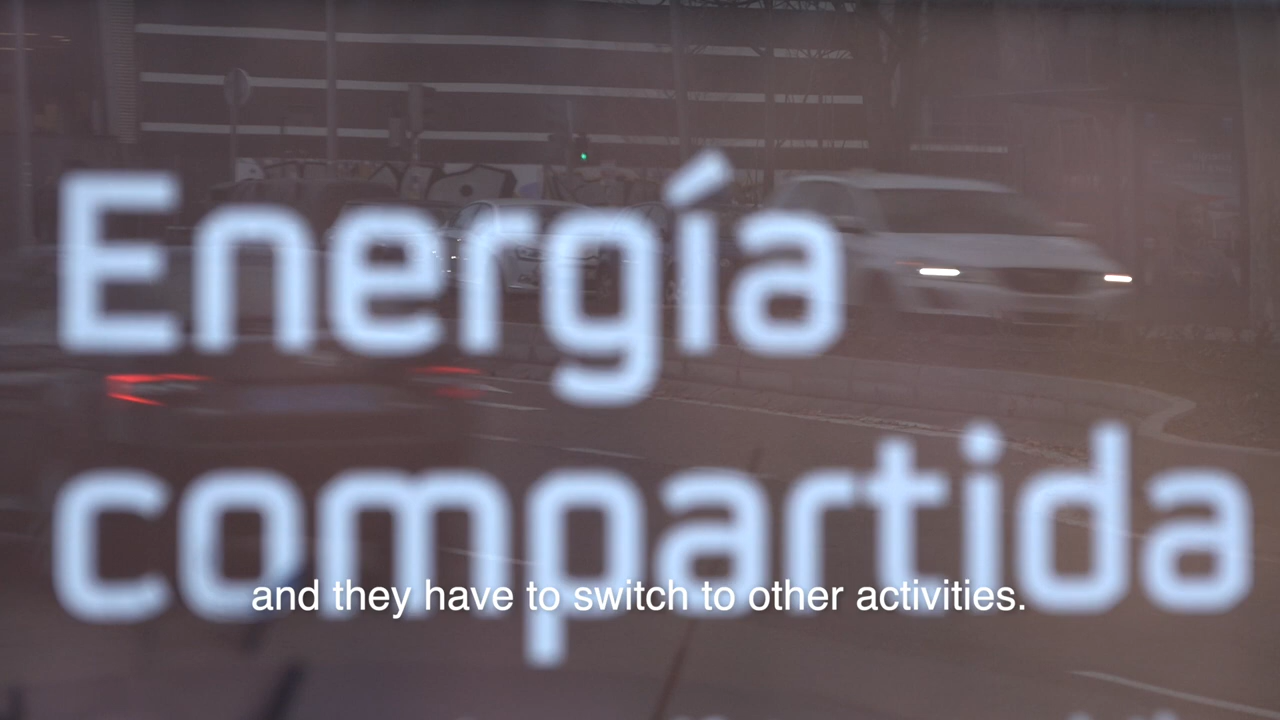 Energía
compartida
and they have to switch to other activities.